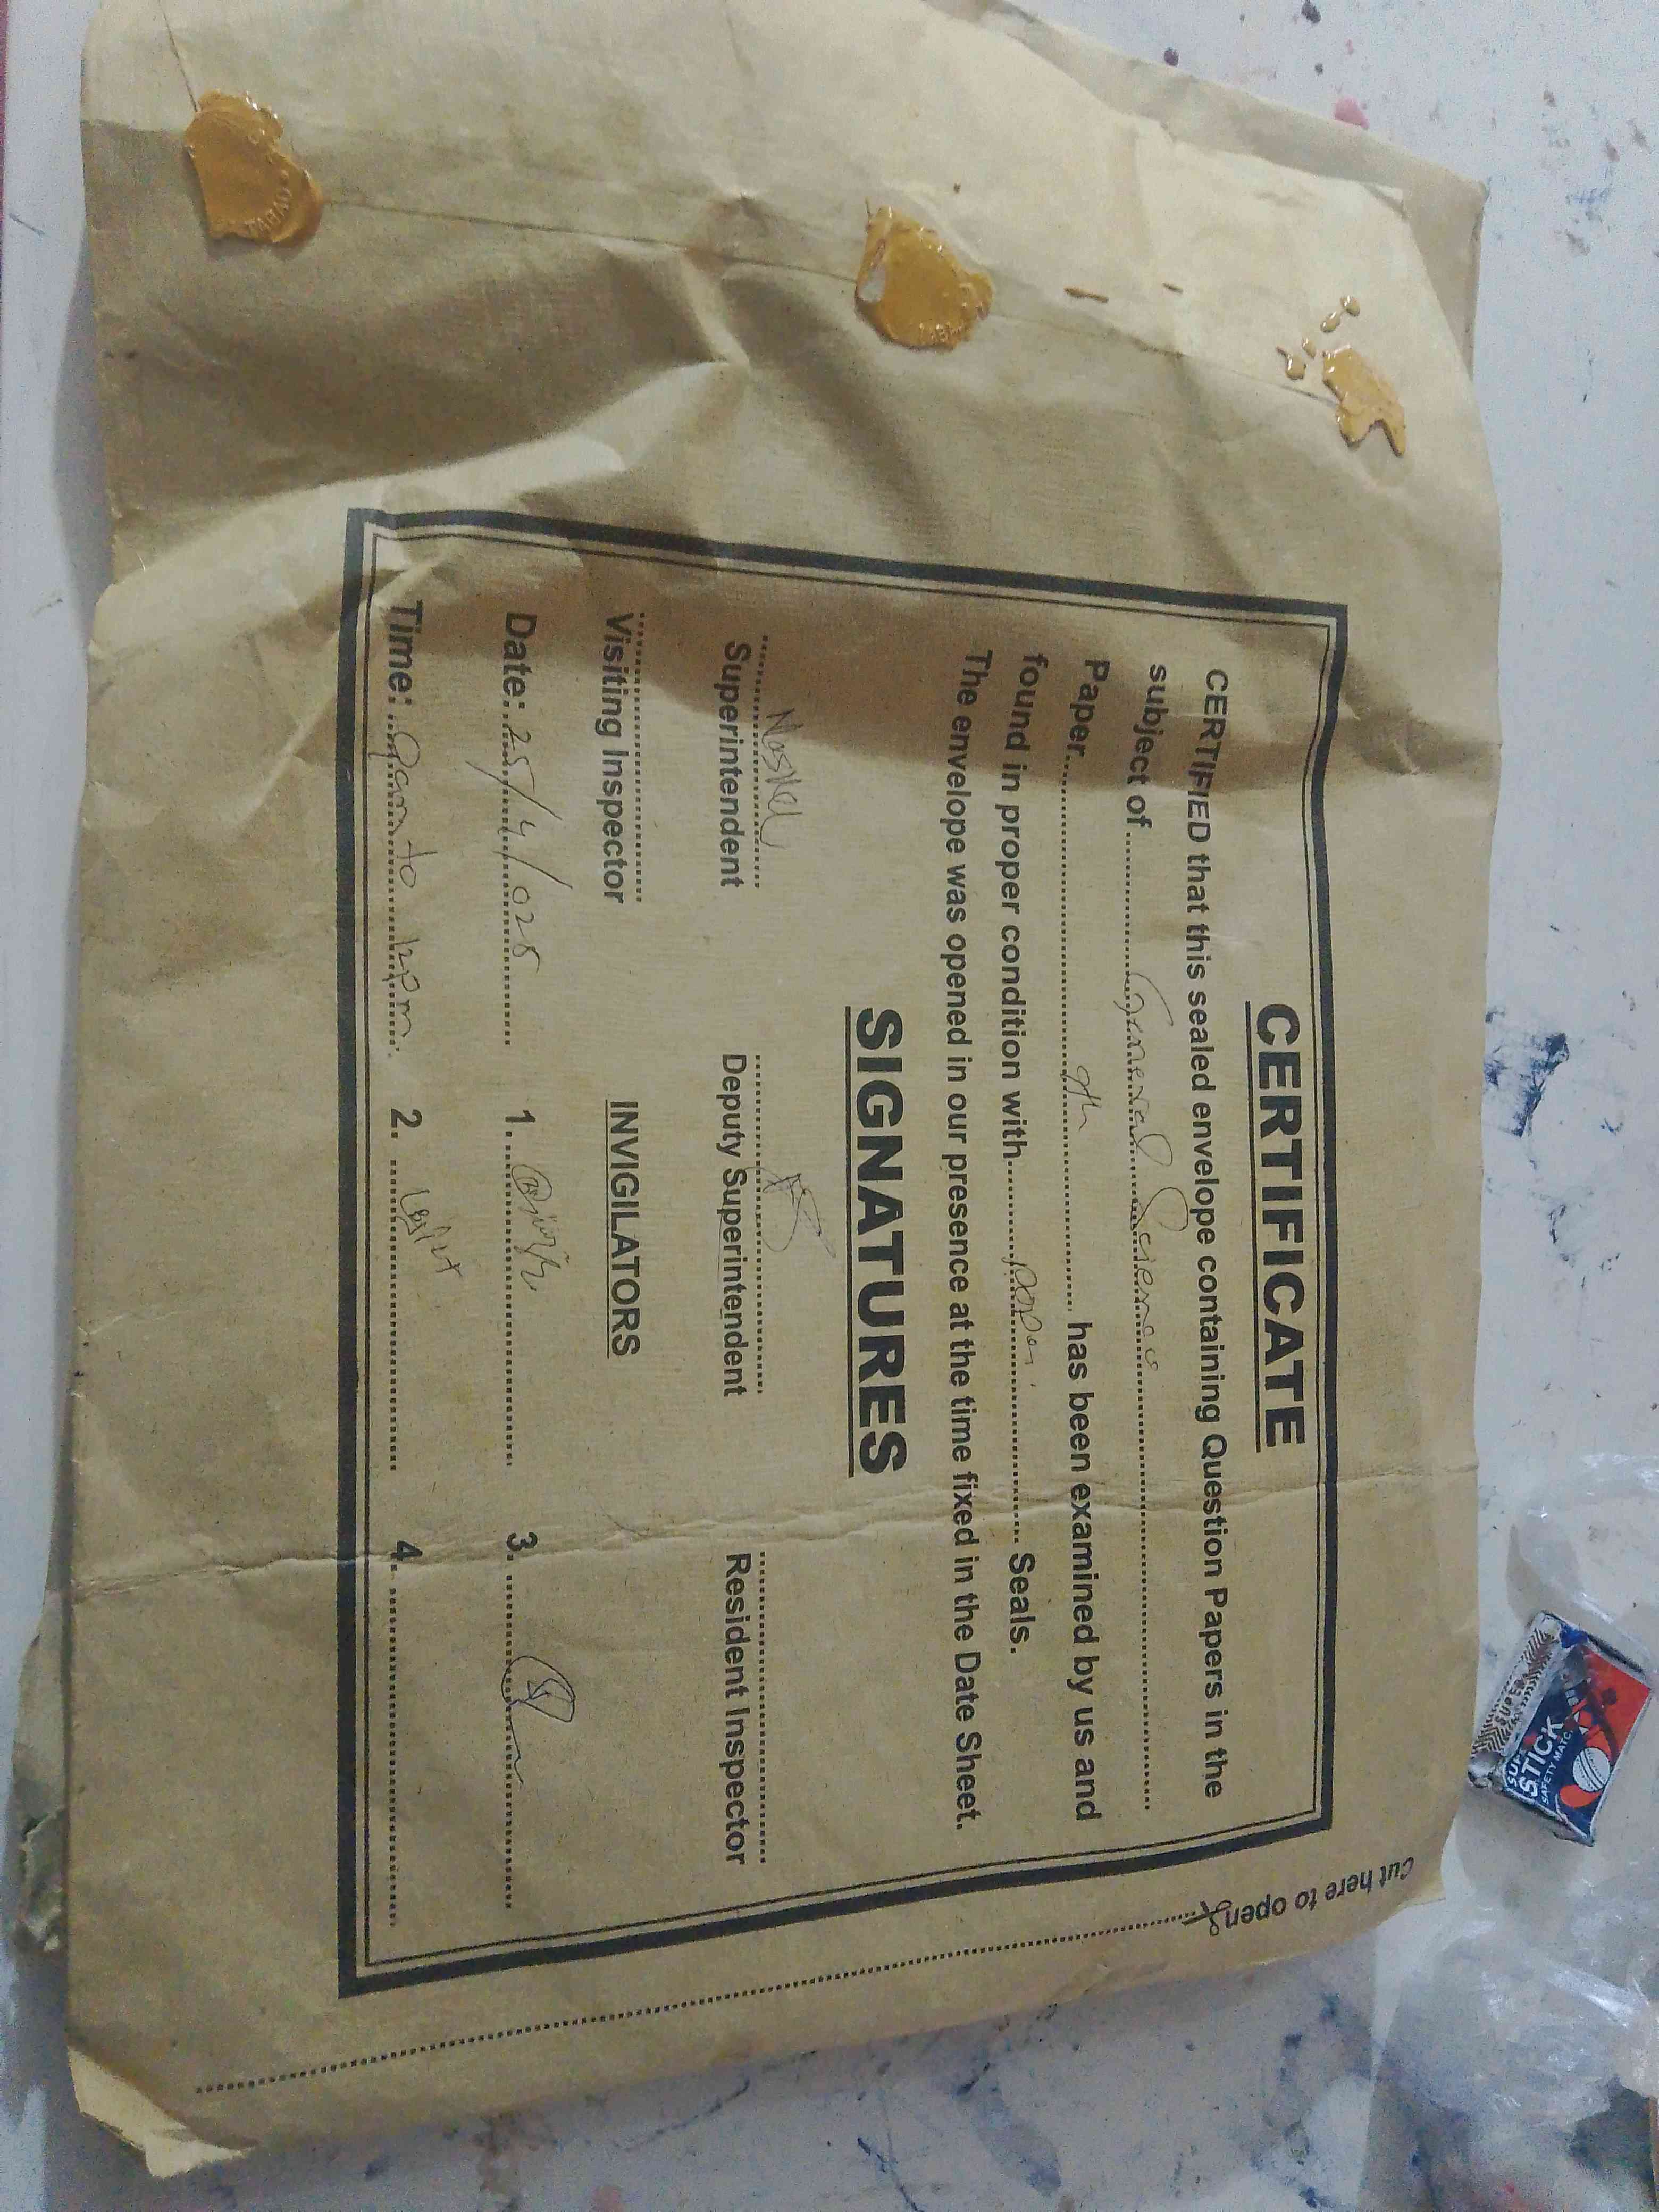 CERTIFICATE
CERTIFIED that this sealed envelope containing Question Papers in the
subject of General Science
Paper 9th has been examined by us and
found in proper condition with Seals.
The envelope was opened in our presence at the time fixed in the Date Sheet.
SIGNATURES
Superintendent
Deputy Superintendent
Resident Inspector
Visiting Inspector
INVIGILATORS
Date: 25/4/025
1.
3.
Time: 9am to 12pm.
2.
4.
Cut here to open
SUPER
STICK
SAFETY MATCHES